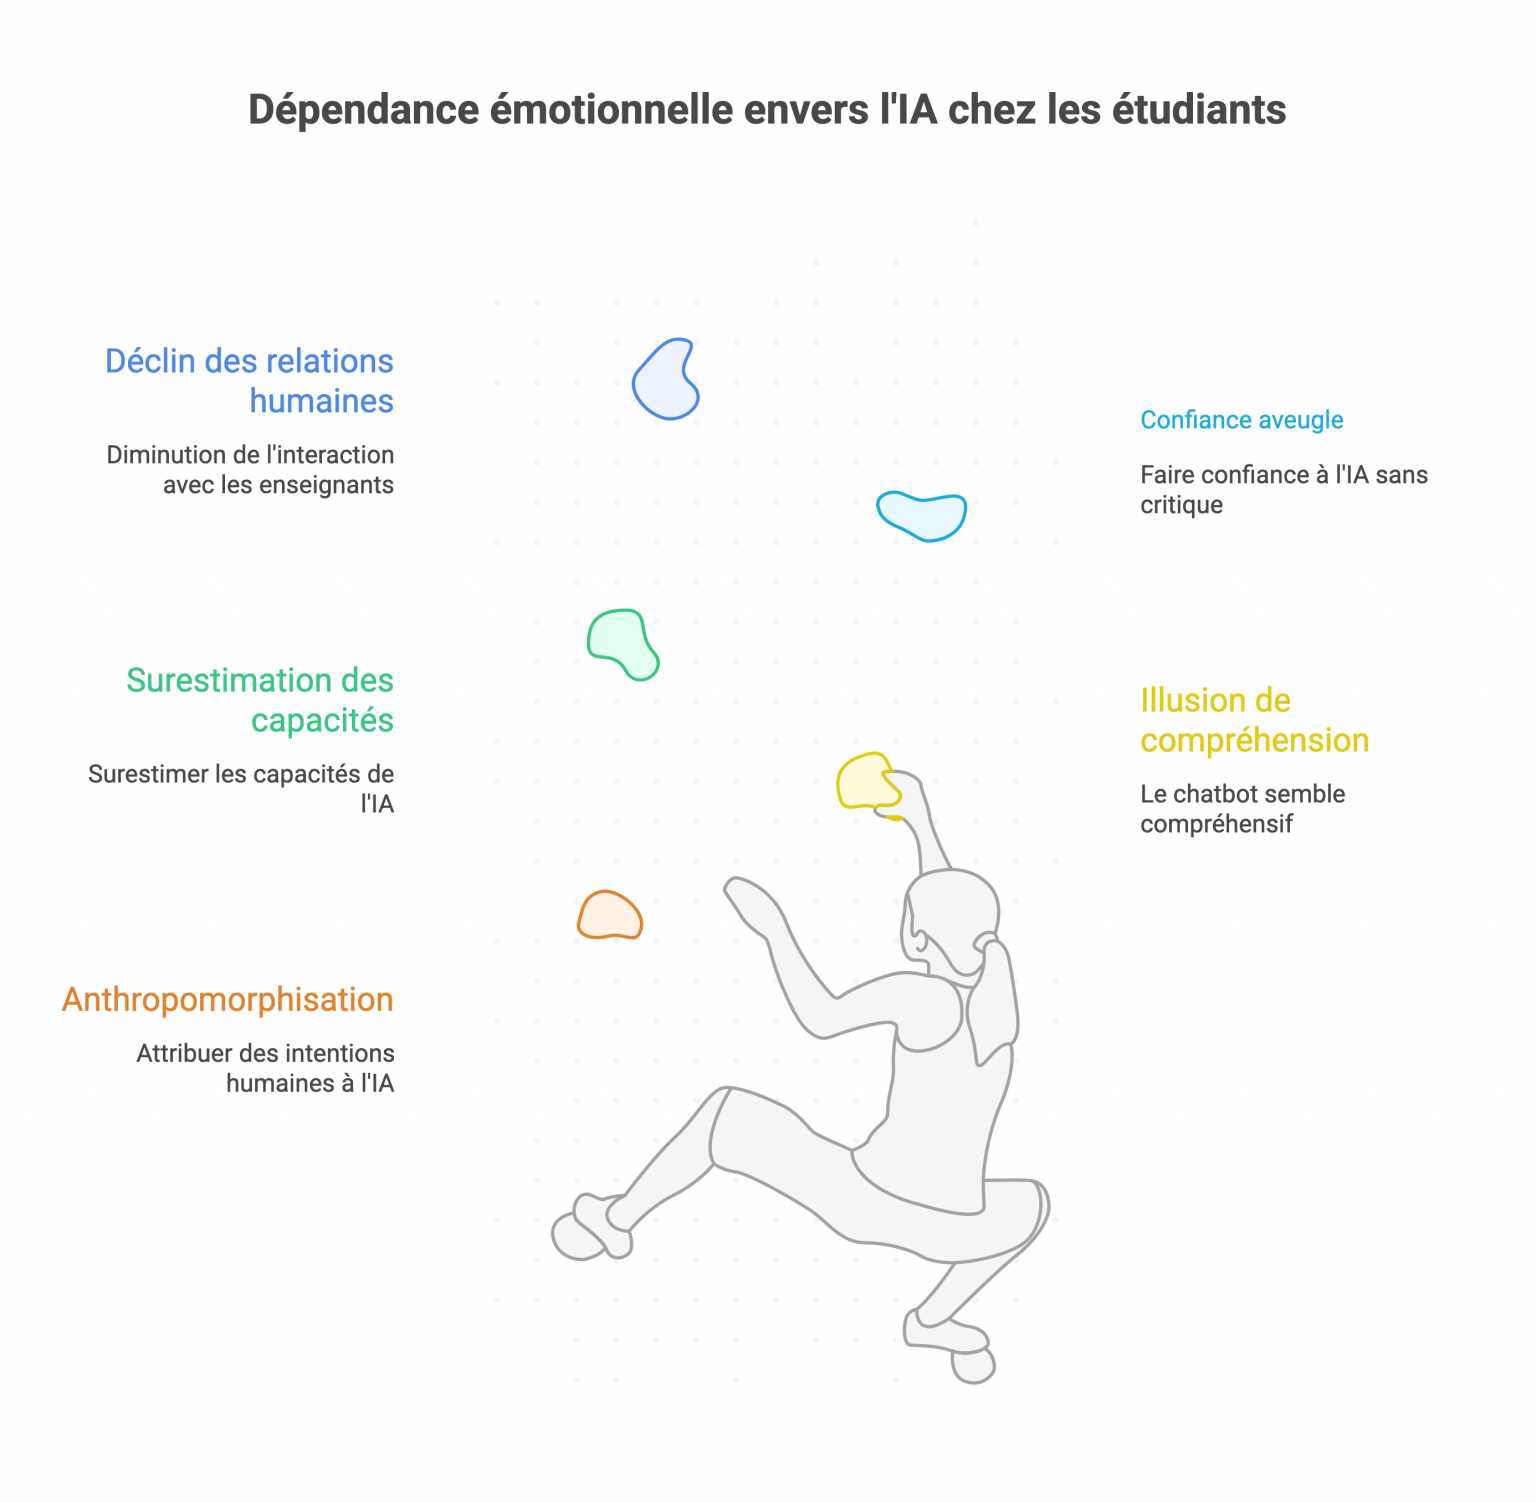 Dépendance émotionnelle envers l'IA chez les étudiants
Déclin des relations
humaines
Diminution de l'interaction
avec les enseignants
Confiance aveugle
Faire confiance à l'IA sans
critique
Surestimation des
capacités
Surestimer les capacités de
l'IA
Illusion de
compréhension
Le chatbot semble
compréhensif
Anthropomorphisation
Attribuer des intentions
humaines à l'IA